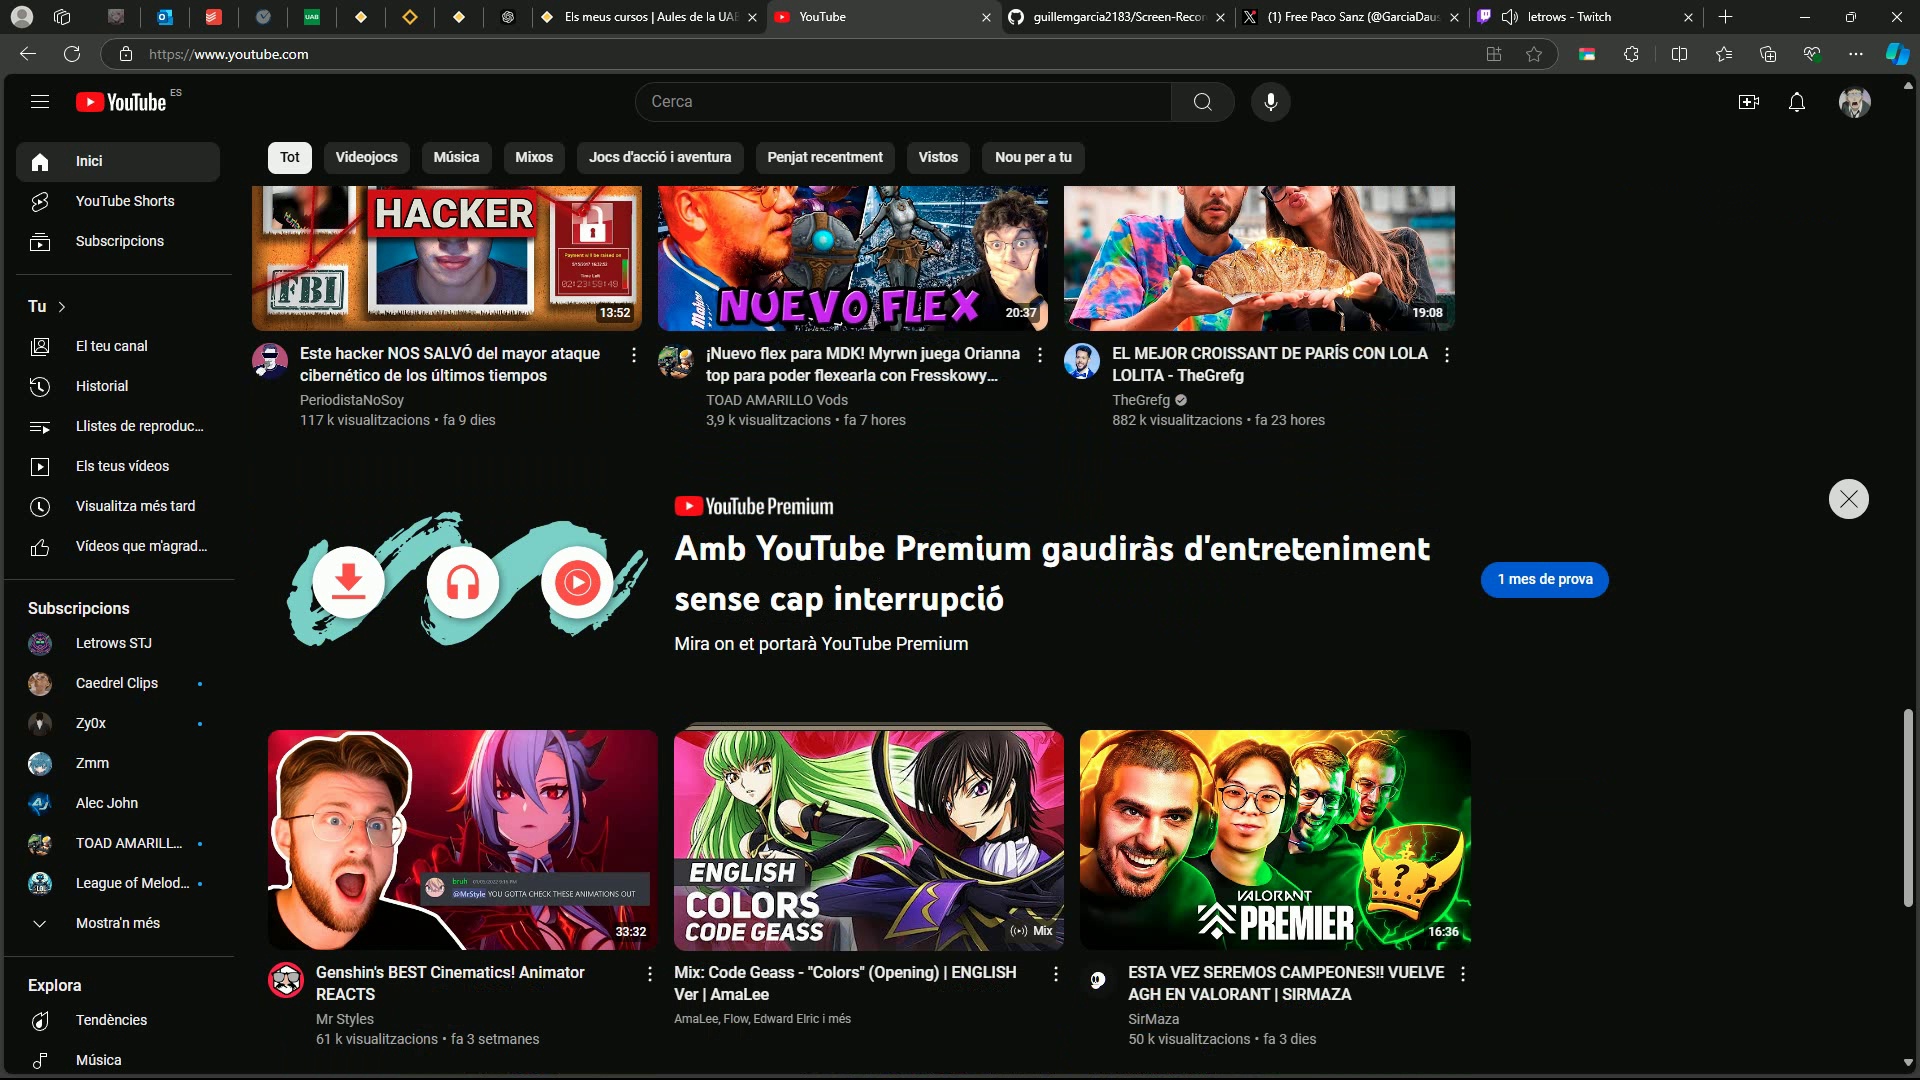 Els meus cursos | Aules de la UAB
YouTube
guillemgarcia2183/Screen-Recor
(1) Free Paco Sanz (@GarciaDaus
letrows - Twitch
https://www.youtube.com
YouTube ES
Cerca
Inici
YouTube Shorts
Subscripcions
Tu
El teu canal
Historial
Llistes de reproduc...
Els teus vídeos
Visualitza més tard
Vídeos que m'agrad...
Subscripcions
Letrows STJ
Caedrel Clips
Zy0x
Zmm
Alec John
TOAD AMARILL...
League of Melod...
Mostra'n més
Explora
Tendències
Música
Tot
Videojocs
Música
Mixos
Jocs d'acció i aventura
Penjat recentment
Vistos
Nou per a tu
HACKER
FBI
13:52
Este hacker NOS SALVÓ del mayor ataque
cibernético de los últimos tiempos
PeriodistaNoSoy
117 k visualitzacions • fa 9 dies
NUEVO FLEX
20:37
¡Nuevo flex para MDK! Myrwn juega Orianna
top para poder flexearla con Fresskowy...
TOAD AMARILLO Vods
3,9 k visualitzacions • fa 7 hores
19:08
EL MEJOR CROISSANT DE PARÍS CON LOLA
LOLITA - TheGrefg
TheGrefg
882 k visualitzacions • fa 23 hores
YouTube Premium
Amb YouTube Premium gaudiràs d'entreteniment
sense cap interrupció
Mira on et portarà YouTube Premium
1 mes de prova
bruh
@MrStyle YOU GOTTA CHECK THESE ANIMATIONS OUT
33:32
Genshin's BEST Cinematics! Animator
REACTS
Mr Styles
61 k visualitzacions • fa 3 setmanes
ENGLISH
COLORS
CODE GEASS
Mix
Mix: Code Geass - "Colors" (Opening) | ENGLISH
Ver | AmaLee
AmaLee, Flow, Edward Elric i més
?
VALORANT
PREMIER
16:36
ESTA VEZ SEREMOS CAMPEONES!! VUELVE
AGH EN VALORANT | SIRMAZA
SirMaza
50 k visualitzacions • fa 3 dies